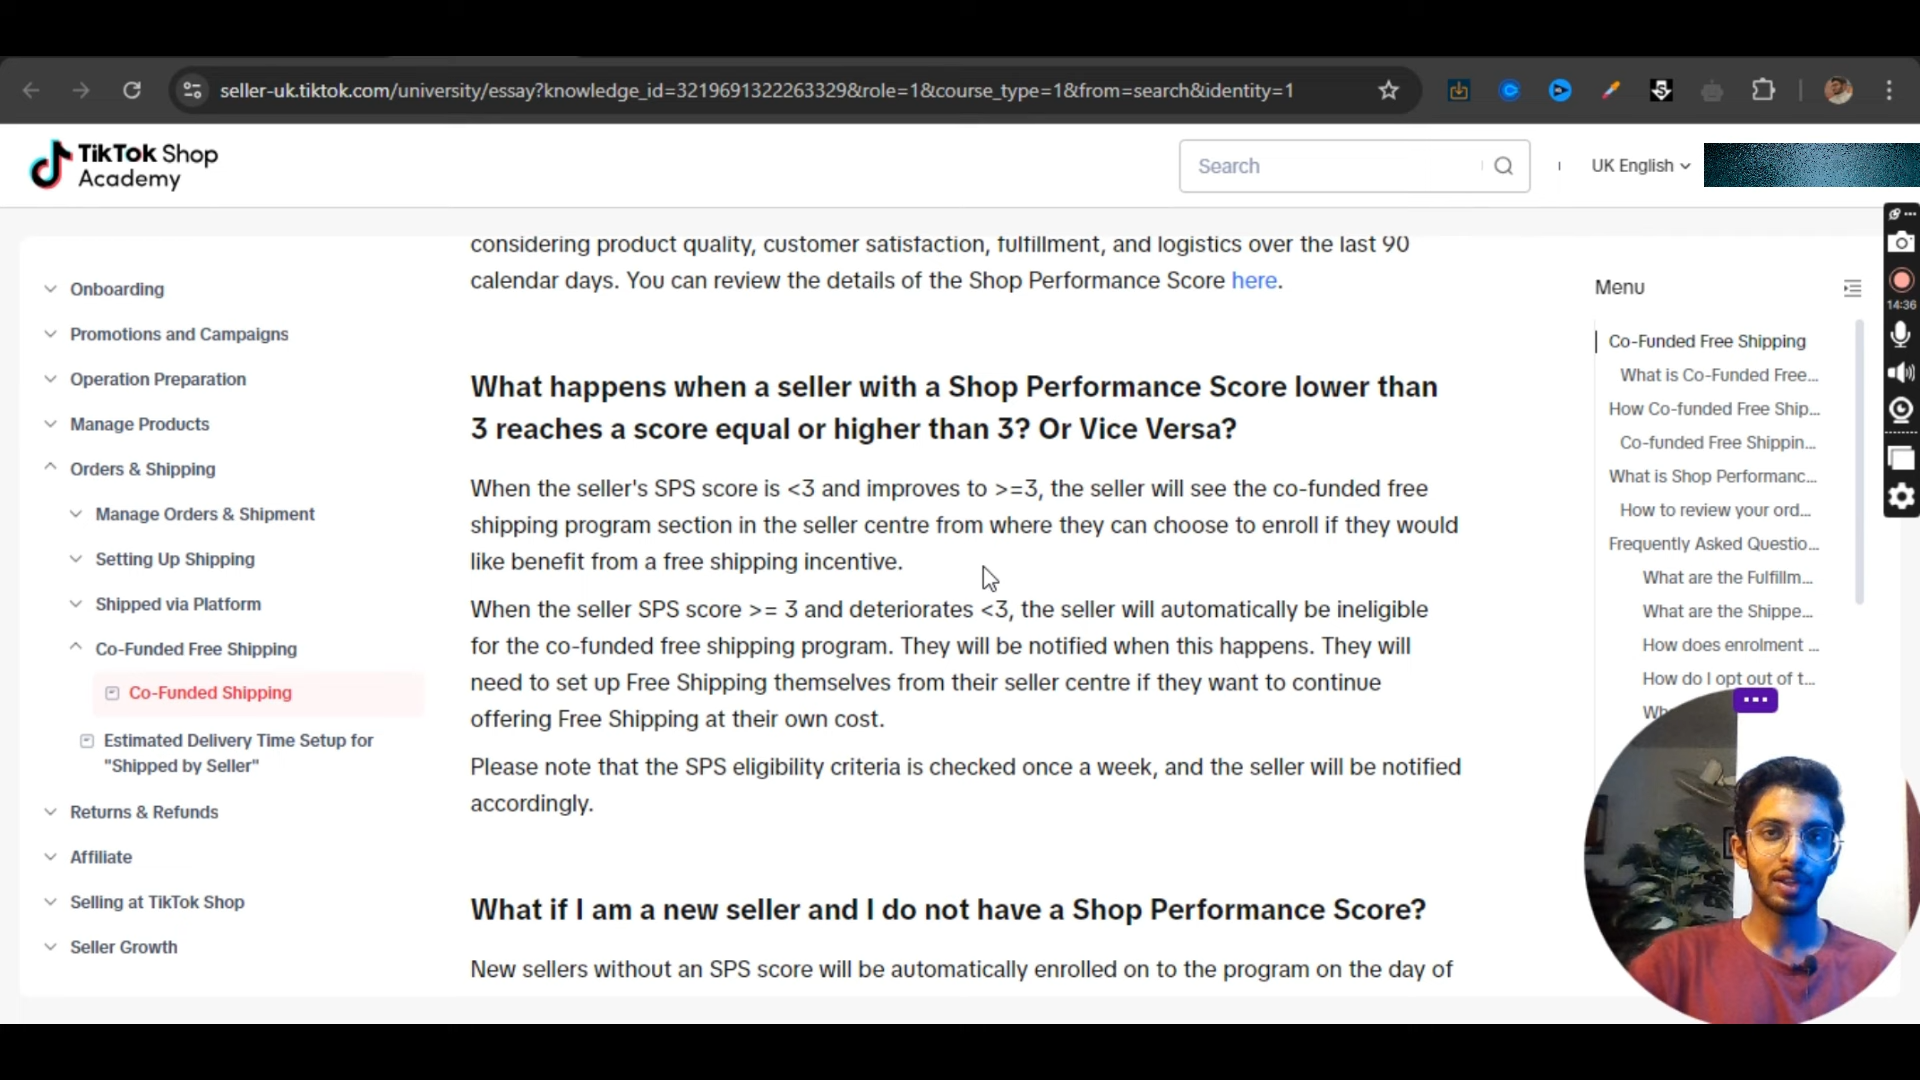 seller-uk.tiktok.com/university/essay?knowledge_id=3219691322263329&role=1&course_type=1&from=search&identity=1
TikTok Shop
Academy
Search
UK English
Onboarding
Promotions and Campaigns
Operation Preparation
Manage Products
Orders & Shipping
Manage Orders & Shipment
Setting Up Shipping
Shipped via Platform
Co-Funded Free Shipping
Co-Funded Shipping
Estimated Delivery Time Setup for
"Shipped by Seller"
Returns & Refunds
Affiliate
Selling at TikTok Shop
Seller Growth
considering product quality, customer satisfaction, fulfillment, and logistics over the last 90
calendar days. You can review the details of the Shop Performance Score here.
What happens when a seller with a Shop Performance Score lower than
3 reaches a score equal or higher than 3? Or Vice Versa?
When the seller's SPS score is <3 and improves to >=3, the seller will see the co-funded free
shipping program section in the seller centre from where they can choose to enroll if they would
like benefit from a free shipping incentive.
When the seller SPS score >= 3 and deteriorates <3, the seller will automatically be ineligible
for the co-funded free shipping program. They will be notified when this happens. They will
need to set up Free Shipping themselves from their seller centre if they want to continue
offering Free Shipping at their own cost.
Please note that the SPS eligibility criteria is checked once a week, and the seller will be notified
accordingly.
What if I am a new seller and I do not have a Shop Performance Score?
New sellers without an SPS score will be automatically enrolled on to the program on the day of
Menu
Co-Funded Free Shipping
What is Co-Funded Free...
How Co-funded Free Ship...
Co-funded Free Shippin...
What is Shop Performanc...
How to review your ord...
Frequently Asked Questio...
What are the Fulfillm...
What are the Shippe...
How does enrolment ...
How do I opt out of t...
14:36